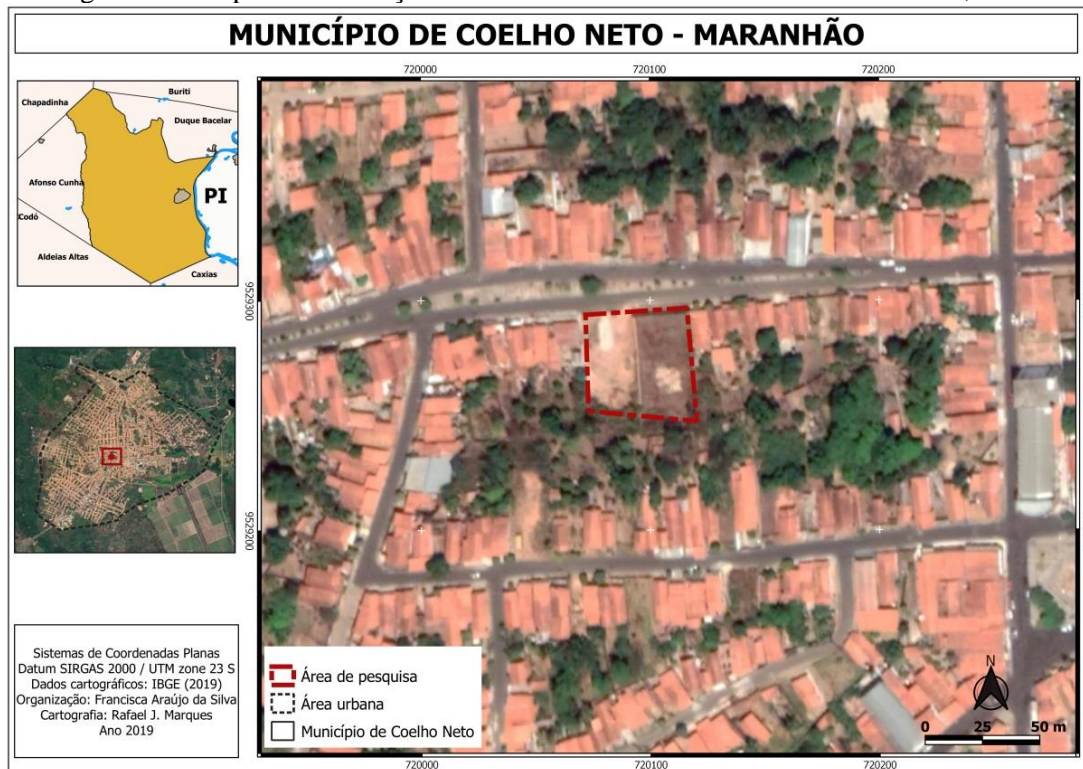 MUNICÍPIO DE COELHO NETO - MARANHÃO
Chapadinha
Buriti
Duque Bacelar
Afonso Cunha
PI
Codó
Aldeias Altas
Caxias
720000 720100 720200
9529300
9529200
720000 720100 720200
Sistemas de Coordenadas Planas
Datum SIRGAS 2000 / UTM zone 23 S
Dados cartográficos: IBGE (2019)
Organização: Francisca Araújo da Silva
Cartografia: Rafael J. Marques
Ano 2019
Área de pesquisa
Área urbana
Município de Coelho Neto
N
0 25 50 m